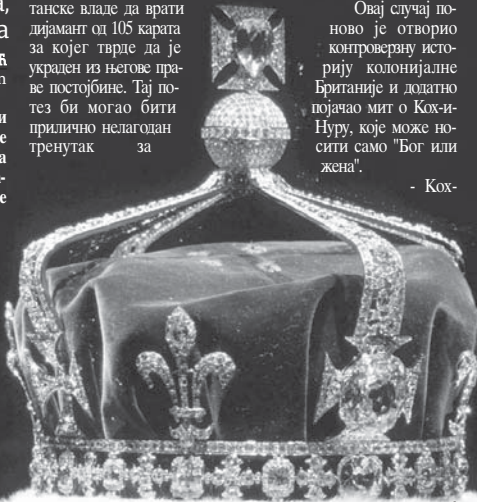 а,
а
ћ
m
и
е
а
-
е
танске владе да врати
дијамант од 105 карата
за којег тврде да је
украден из његове пра-
ве постојбине. Тај по-
тез би могао бити
прилично нелагодан
тренутак за
Овај случај по-
ново је отворио
контроверзну исто-
рију колонијалне
Британије и додатно
појачао мит о Кох-и-
Нуру, које може но-
сити само "Бог или
жена".
- Кох-